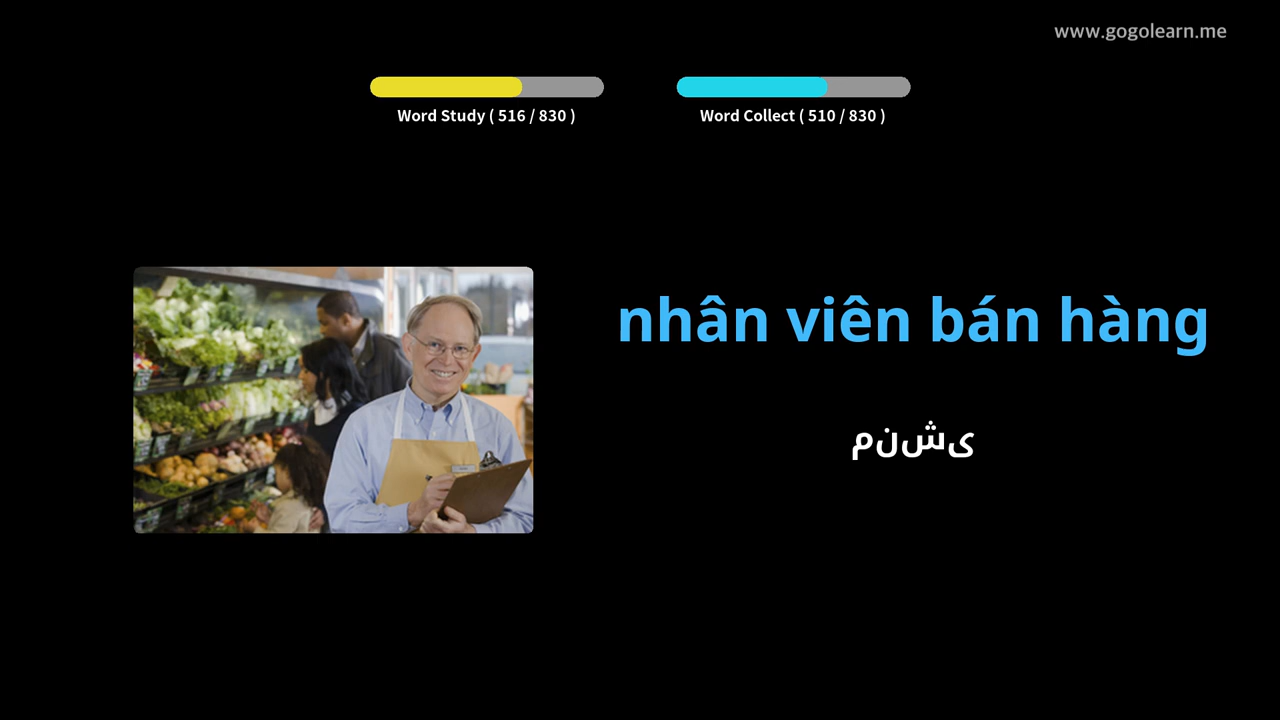 www.gogolearn.me
Word Study ( 516 / 830 )
Word Collect ( 510 / 830 )
nhân viên bán hàng
منشی